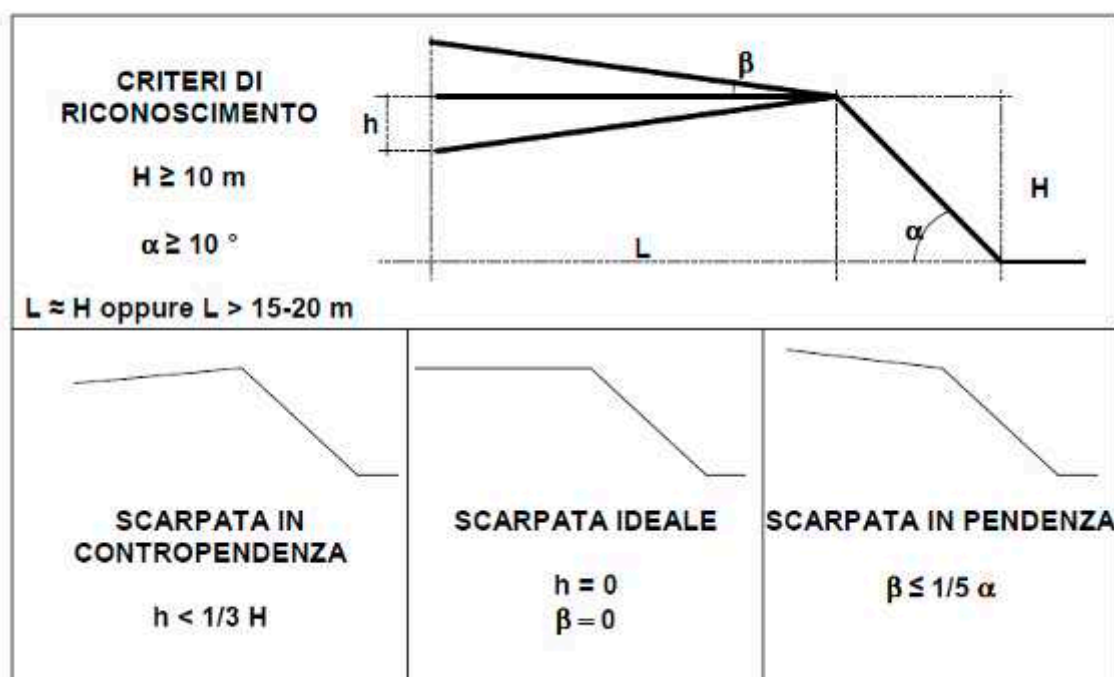 CRITERI DI
RICONOSCIMENTO
H ≥ 10 m
α ≥ 10 °
L ≈ H oppure L > 15-20 m
β
h
H
α
L
SCARPATA IN
CONTROPENDENZA
h < 1/3 H
SCARPATA IDEALE
h = 0
β = 0
SCARPATA IN PENDENZA
β ≤ 1/5 α